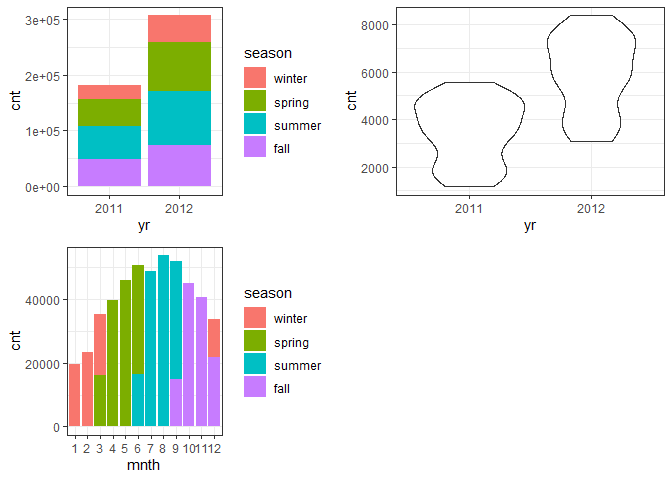 3e+05
2e+05
1e+05
0e+00
cnt
2011 2012
yr
season
winter
spring
summer
fall
8000
6000
4000
2000
cnt
2011 2012
yr
40000
20000
0
cnt
1 2 3 4 5 6 7 8 9 10 11 12
mnth
season
winter
spring
summer
fall